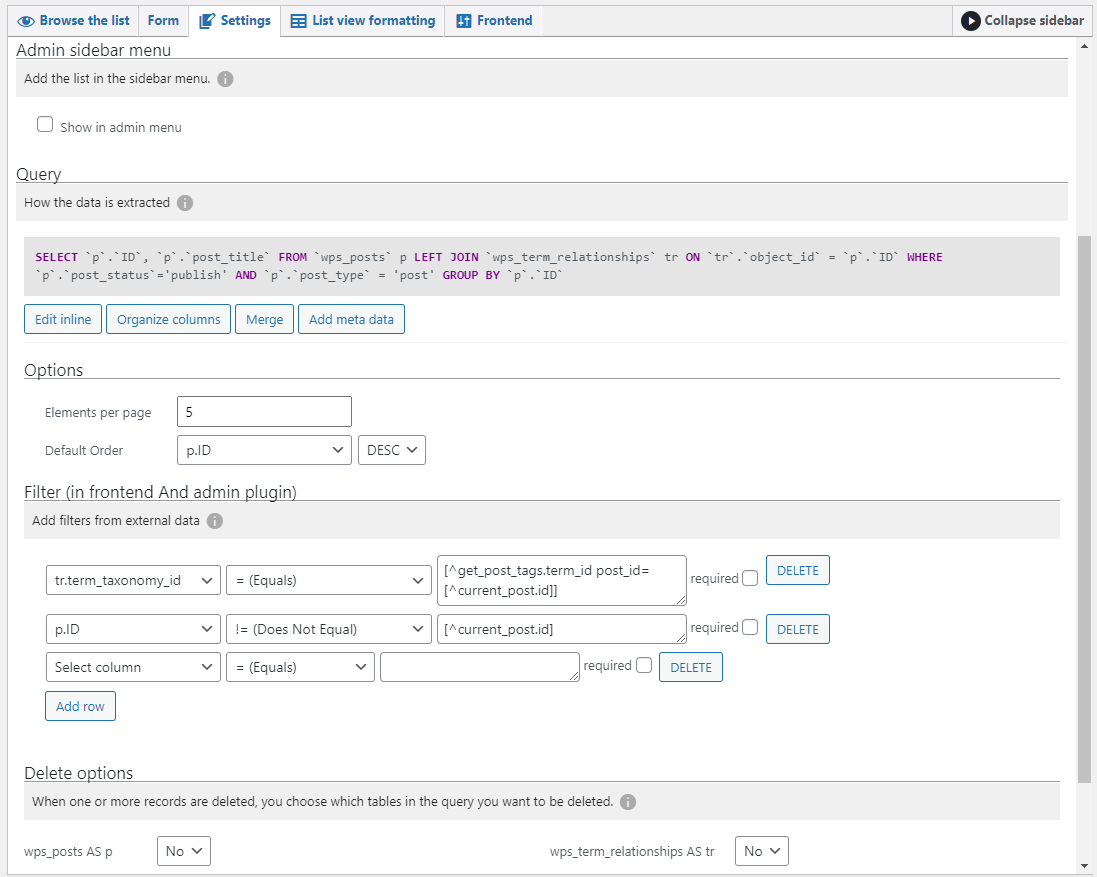 Browse the list Form Settings List view formatting Frontend Collapse sidebar
Admin sidebar menu
Add the list in the sidebar menu.
Show in admin menu
Query
How the data is extracted
SELECT `p`.`ID`, `p`.`post_title` FROM `wps_posts` p LEFT JOIN `wps_term_relationships` tr ON `tr`.`object_id` = `p`.`ID` WHERE
`p`.`post_status`='publish' AND `p`.`post_type` = 'post' GROUP BY `p`.`ID`
Edit inline Organize columns Merge Add meta data
Options
Elements per page 5
Default Order p.ID DESC
Filter (in frontend And admin plugin)
Add filters from external data
tr.term_taxonomy_id = (Equals) [^get_post_tags.term_id post_id=
[^current_post.id]] required DELETE
p.ID != (Does Not Equal) [^current_post.id] required DELETE
Select column = (Equals) required DELETE
Add row
Delete options
When one or more records are deleted, you choose which tables in the query you want to be deleted.
wps_posts AS p No wps_term_relationships AS tr No